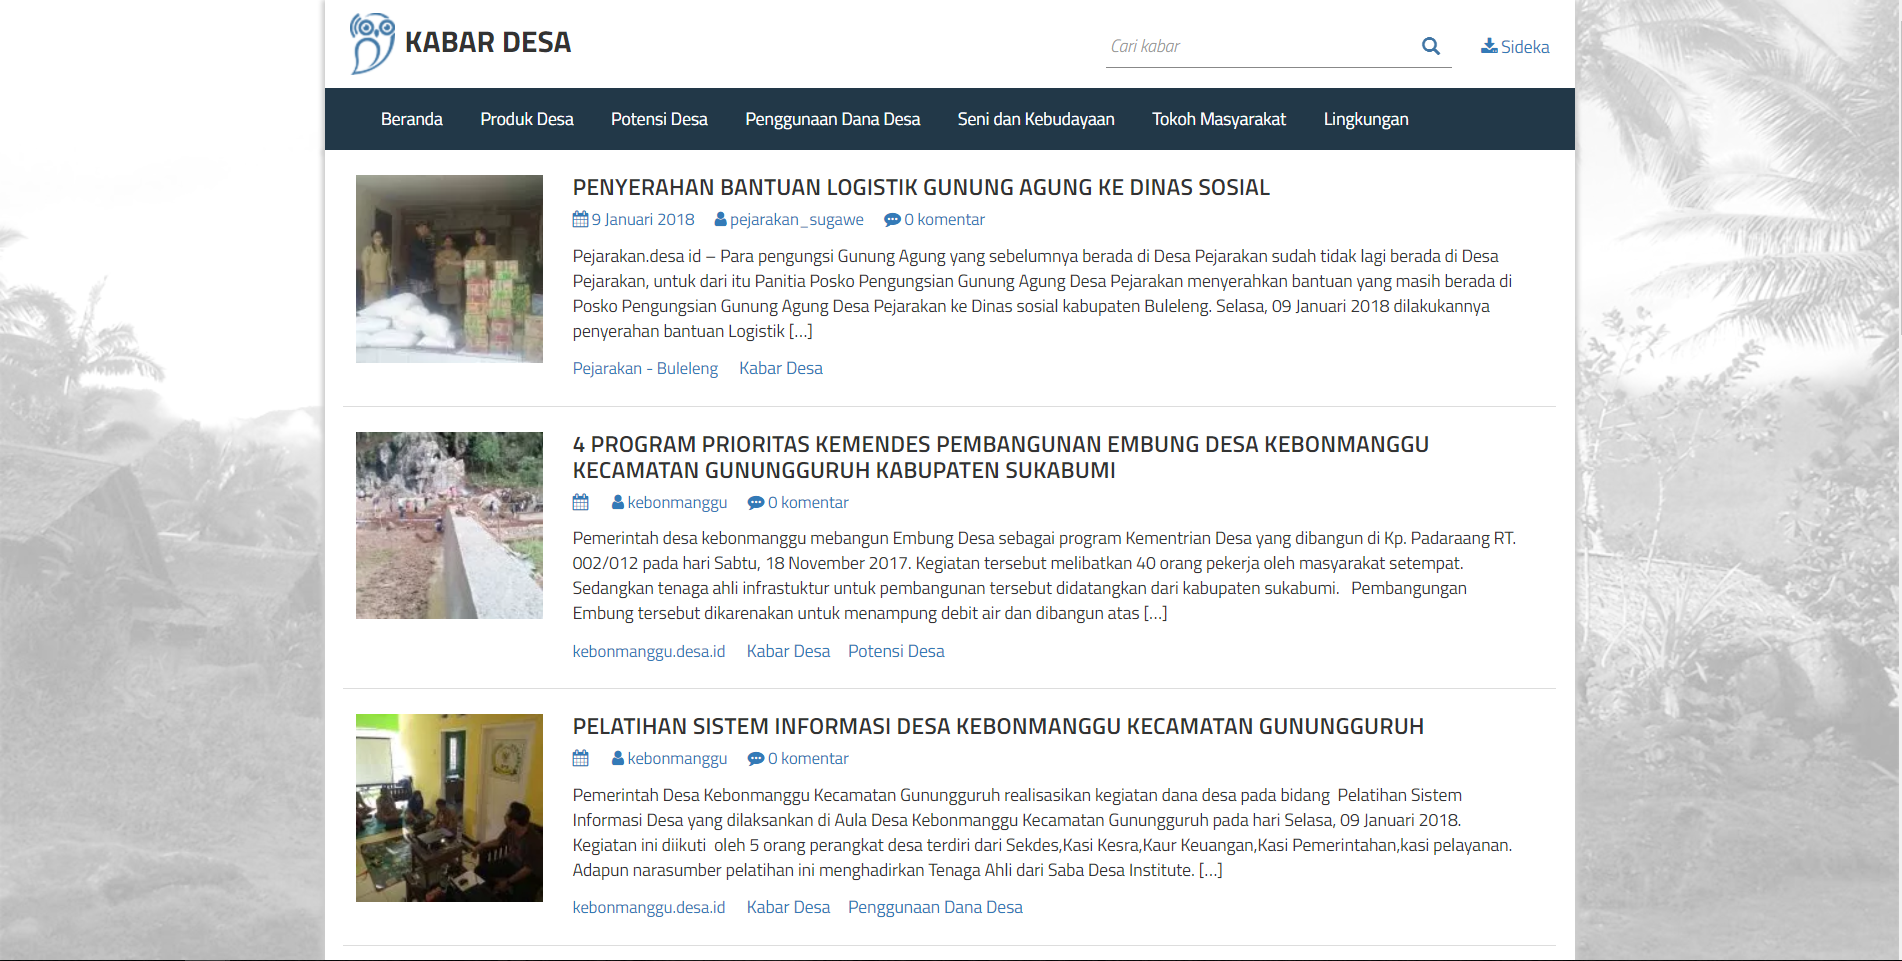 KABAR DESA
Cari kabar
Sideka
Beranda Produk Desa Potensi Desa Penggunaan Dana Desa Seni dan Kebudayaan Tokoh Masyarakat Lingkungan
PENYERAHAN BANTUAN LOGISTIK GUNUNG AGUNG KE DINAS SOSIAL
9 Januari 2018 pejarakan_sugawe 0 komentar
Pejarakan.desa id – Para pengungsi Gunung Agung yang sebelumnya berada di Desa Pejarakan sudah tidak lagi berada di Desa
Pejarakan, untuk dari itu Panitia Posko Pengungsian Gunung Agung Desa Pejarakan menyerahkan bantuan yang masih berada di
Posko Pengungsian Gunung Agung Desa Pejarakan ke Dinas sosial kabupaten Buleleng. Selasa, 09 Januari 2018 dilakukannya
penyerahan bantuan Logistik […]
Pejarakan - Buleleng Kabar Desa
4 PROGRAM PRIORITAS KEMENDES PEMBANGUNAN EMBUNG DESA KEBONMANGGU
KECAMATAN GUNUNGGURUH KABUPATEN SUKABUMI
kebonmanggu 0 komentar
Pemerintah desa kebonmanggu mebangun Embung Desa sebagai program Kementrian Desa yang dibangun di Kp. Padaraang RT.
002/012 pada hari Sabtu, 18 November 2017. Kegiatan tersebut melibatkan 40 orang pekerja oleh masyarakat setempat.
Sedangkan tenaga ahli infrastuktur untuk pembangunan tersebut didatangkan dari kabupaten sukabumi. Pembangungan
Embung tersebut dikarenakan untuk menampung debit air dan dibangun atas […]
kebonmanggu.desa.id Kabar Desa Potensi Desa
PELATIHAN SISTEM INFORMASI DESA KEBONMANGGU KECAMATAN GUNUNGGURUH
kebonmanggu 0 komentar
Pemerintah Desa Kebonmanggu Kecamatan Gunungguruh realisasikan kegiatan dana desa pada bidang Pelatihan Sistem
Informasi Desa yang dilaksankan di Aula Desa Kebonmanggu Kecamatan Gunungguruh pada hari Selasa, 09 Januari 2018.
Kegiatan ini diikuti oleh 5 orang perangkat desa terdiri dari Sekdes,Kasi Kesra,Kaur Keuangan,Kasi Pemerintahan,kasi pelayanan.
Adapun narasumber pelatihan ini menghadirkan Tenaga Ahli dari Saba Desa Institute. […]
kebonmanggu.desa.id Kabar Desa Penggunaan Dana Desa